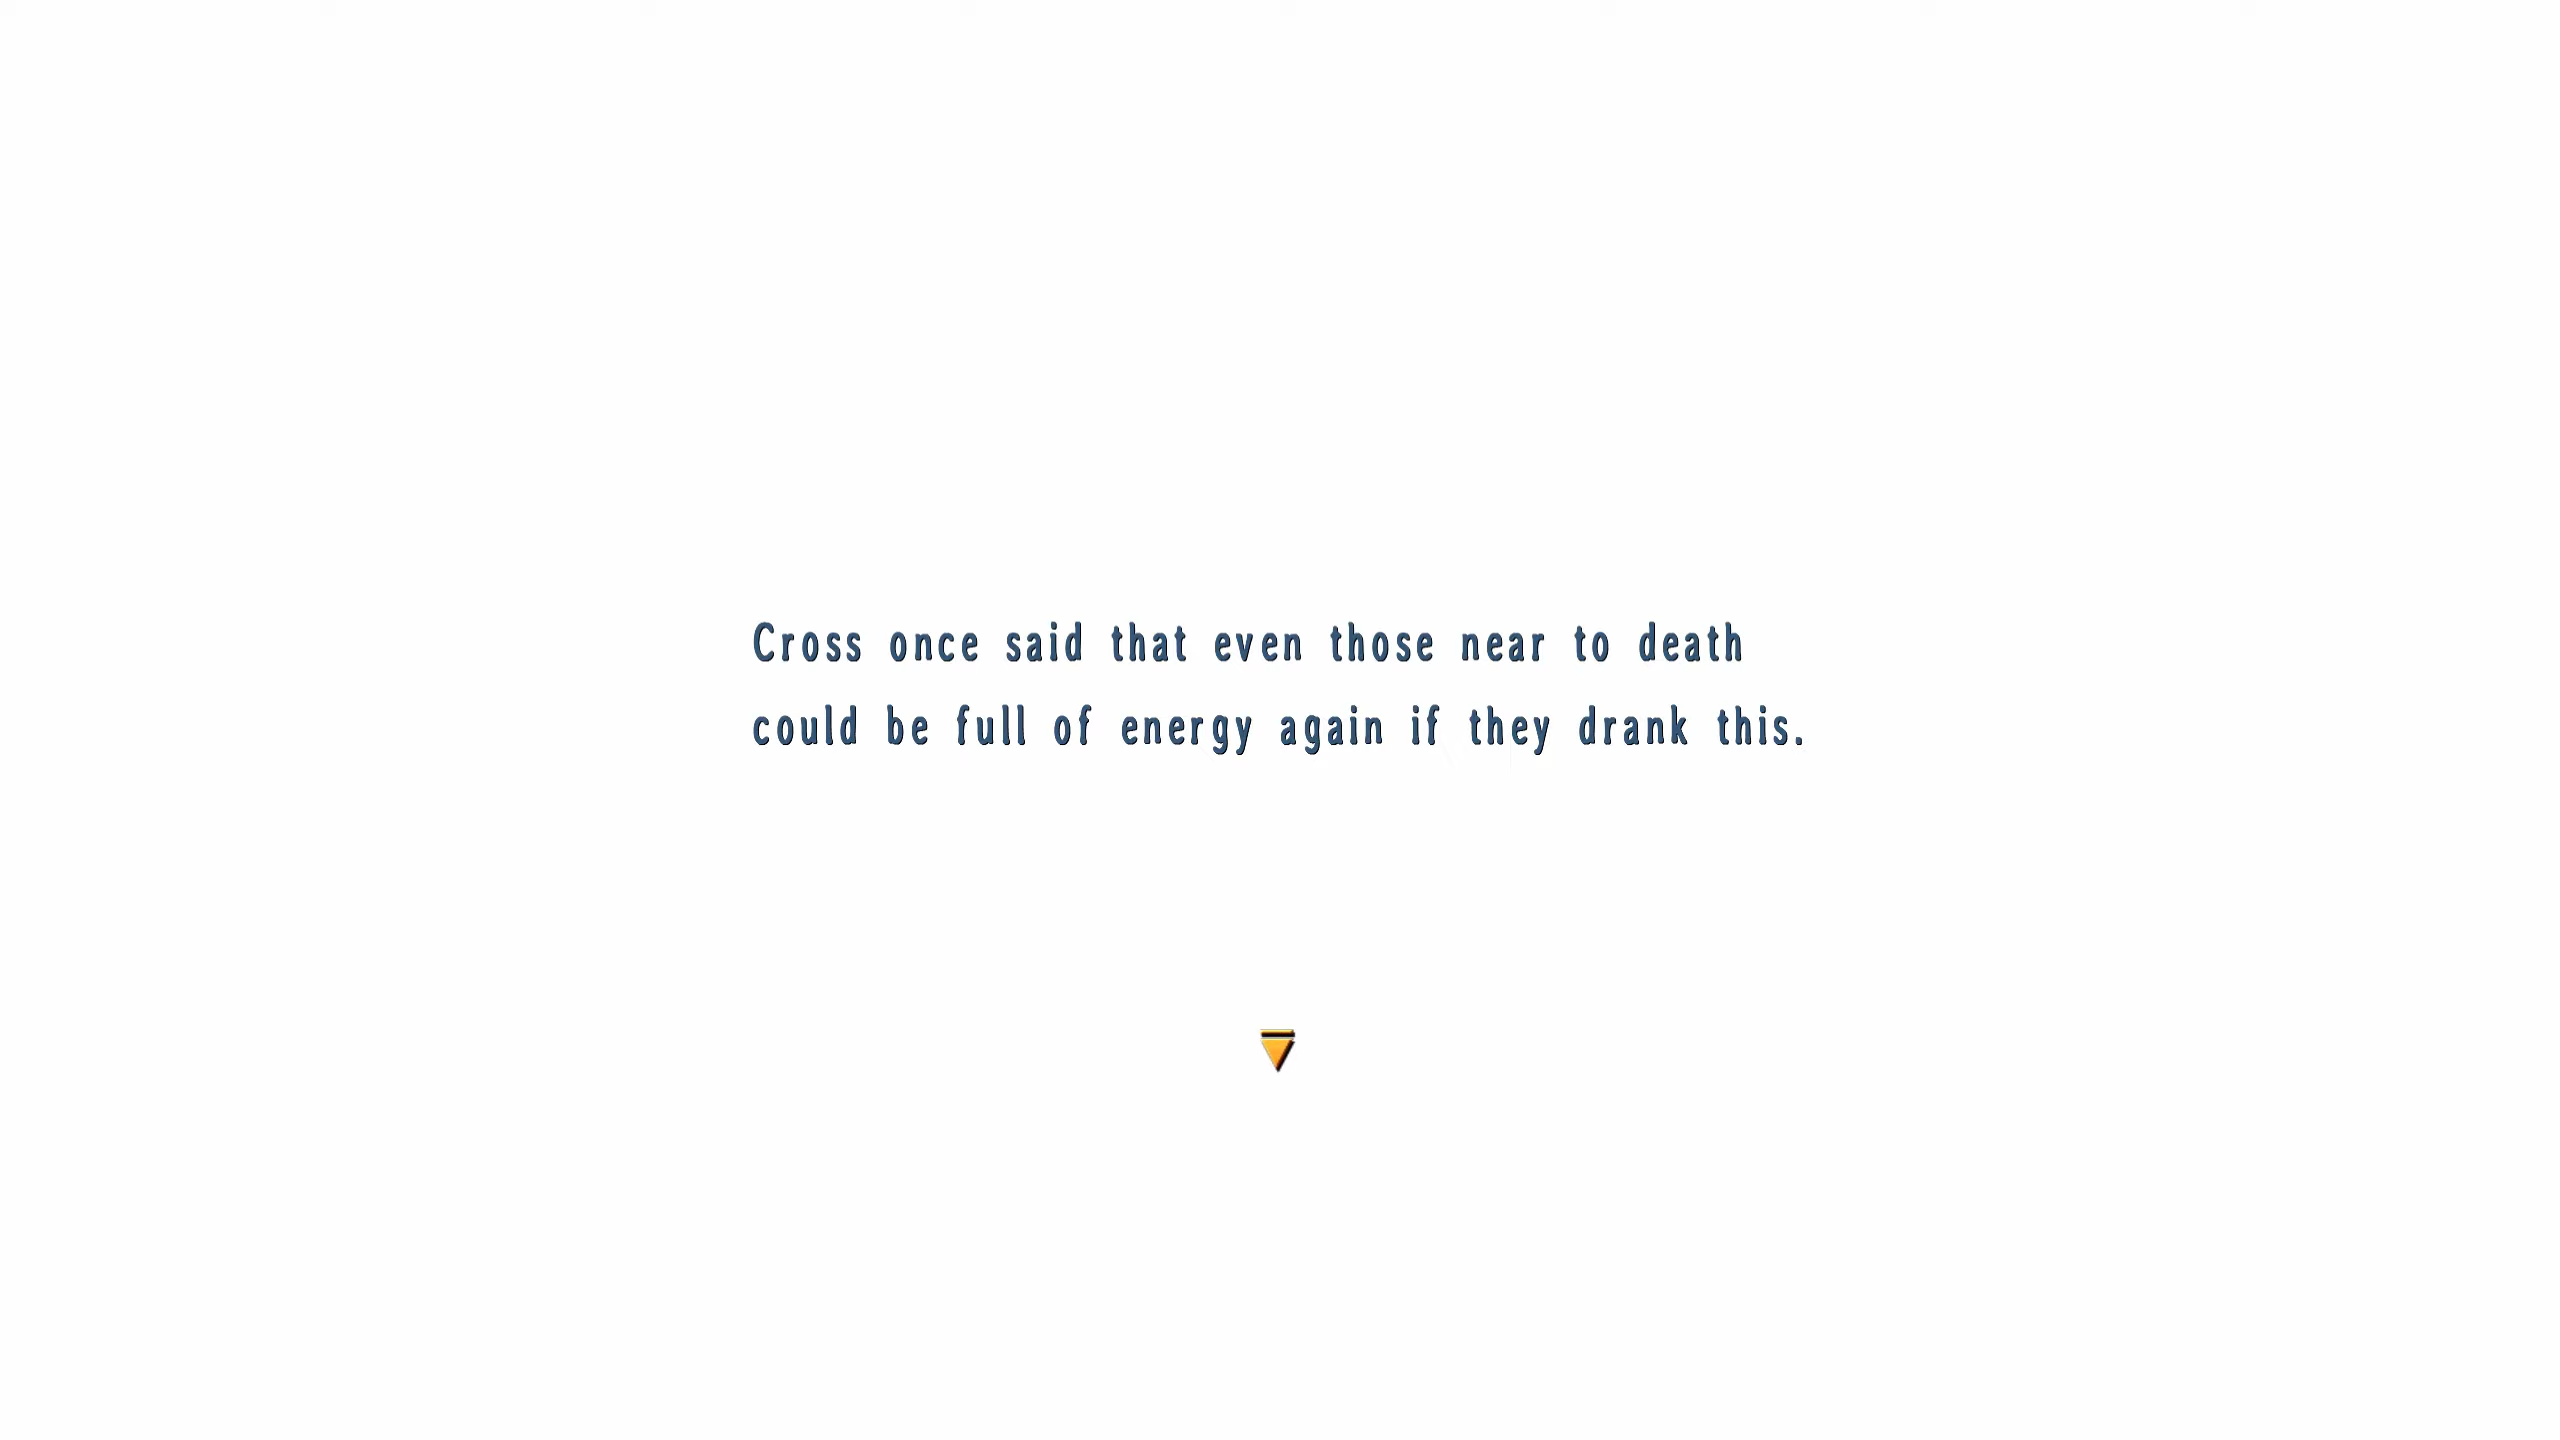 Cross once said that even those near to death
could be full of energy again if they drank this.